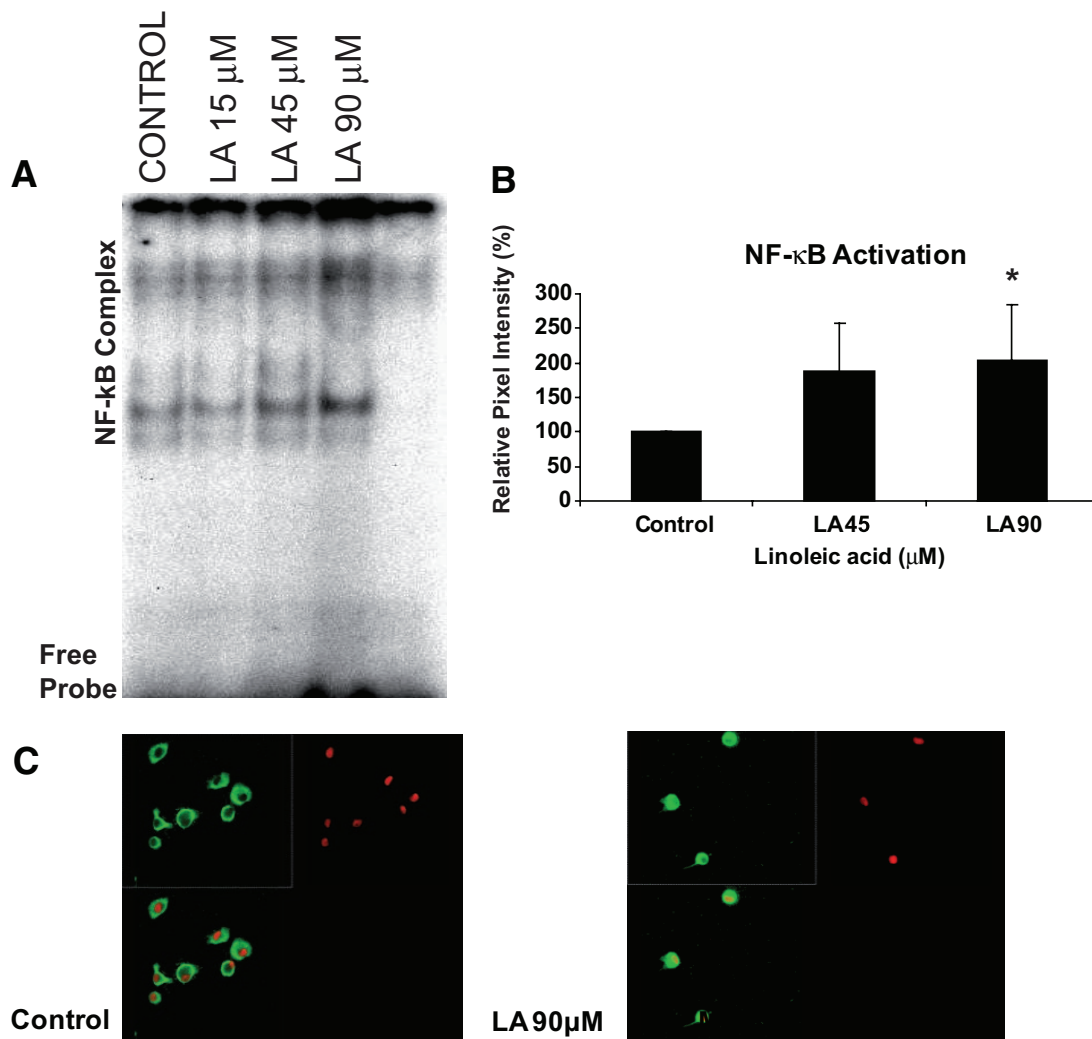 A
CONTROL
LA 15 μM
LA 45 μM
LA 90 μM
NF-kB Complex
Free
Probe
B
NF-κB Activation
Relative Pixel Intensity (%)
300
250
200
150
100
50
0
*
Control
LA45
LA90
Linoleic acid (μM)
C
Control
LA 90μM